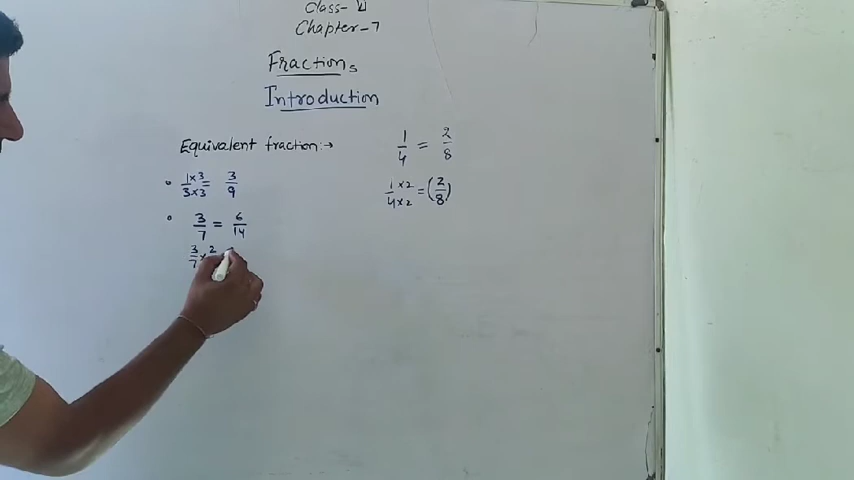 Class-VI
Chapter-7
Fractions
Introduction
Equivalent fraction:→
1/4 = 2/8
1×3/3×3 = 3/9
1×2/4×2 = (2/8)
3/7 = 6/14
3/7 × 2